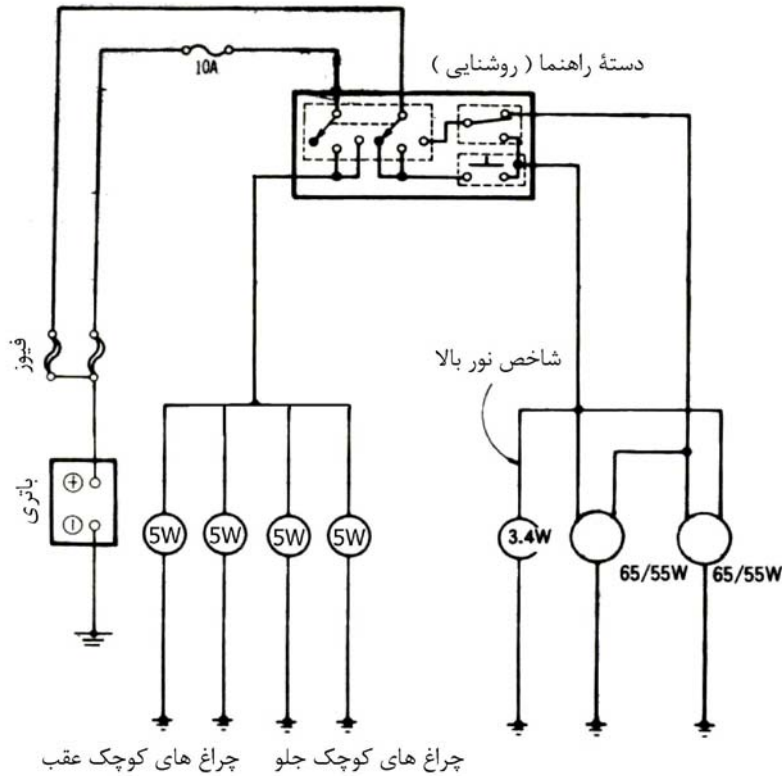 10A
دستهٔ راهنما ( روشنایی )
فیوز
شاخص نور بالا
باتری
+
-
5W 5W 5W 5W
3.4W
65/55W 65/55W
چراغ های کوچک جلو
چراغ های کوچک عقب